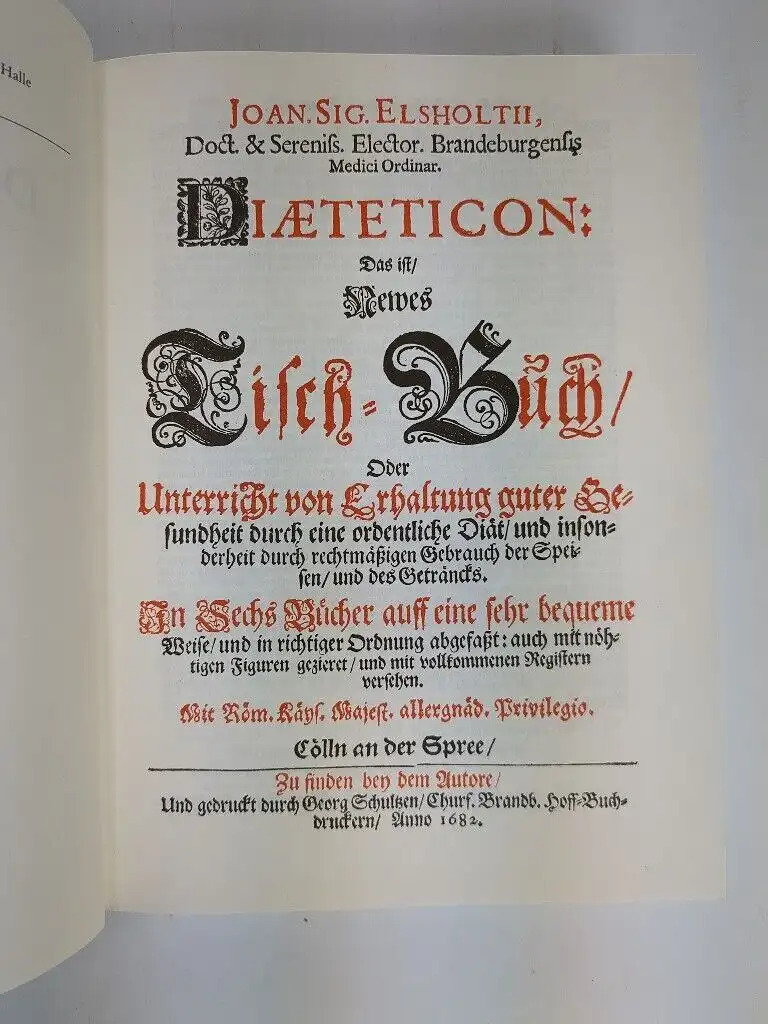 Halle
JOAN. SIG. ELSHOLTII,
Doct. & Sereniß. Elector. Brandeburgensis
Medici Ordinar.
DIÆTETICON:
Das ist/
Newes
Tisch-Bůch/
Oder
Unterricht von Erhaltung guter Ge-
sundheit durch eine ordentliche Diät/ und inson-
derheit durch rechtmäßigen Gebrauch der Spei-
sen/ und des Geträncks.
In Sechs Bücher auff eine sehr bequeme
Weise/ und in richtiger Ordnung abgefaßt: auch mit nöh-
tigen Figuren gezieret/ und mit vollkommenen Registern
versehen.
Mit Röm. Käys. Majest. allergnäd. Privilegio.
Cölln an der Spree/
Zu finden bey dem Autore/
Und gedruckt durch Georg Schultzen/ Churf. Brandb. Hoff-Buch-
druckern/ Anno 1682.